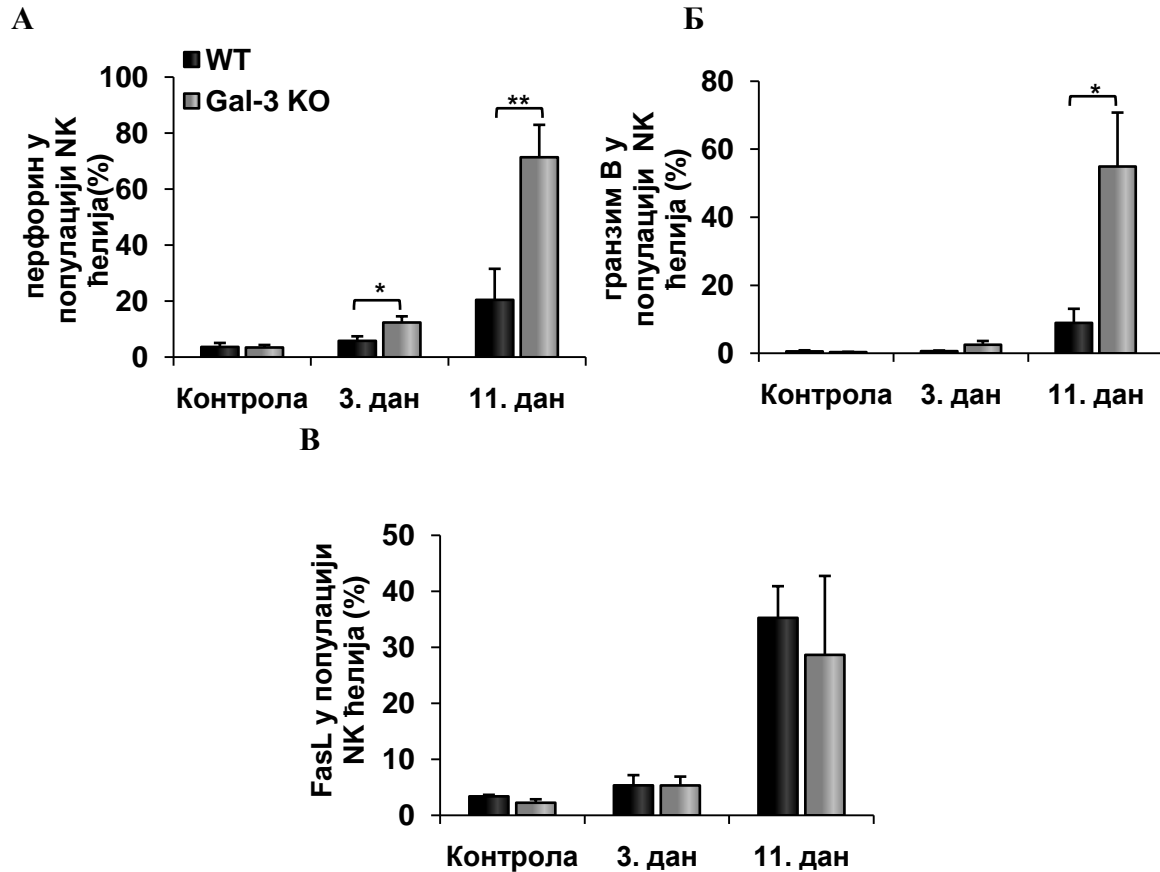 А
Б
WT
Gal-3 KO
перфорин у
популацији NK
ћелија(%)
100
80
60
40
20
0
*
**
Контрола
3. дан
11. дан
гранзим B у
популацији NK
ћелија (%)
80
60
40
20
0
*
Контрола
3. дан
11. дан
В
FasL у популацији
NK ћелија (%)
50
40
30
20
10
0
Контрола
3. дан
11. дан